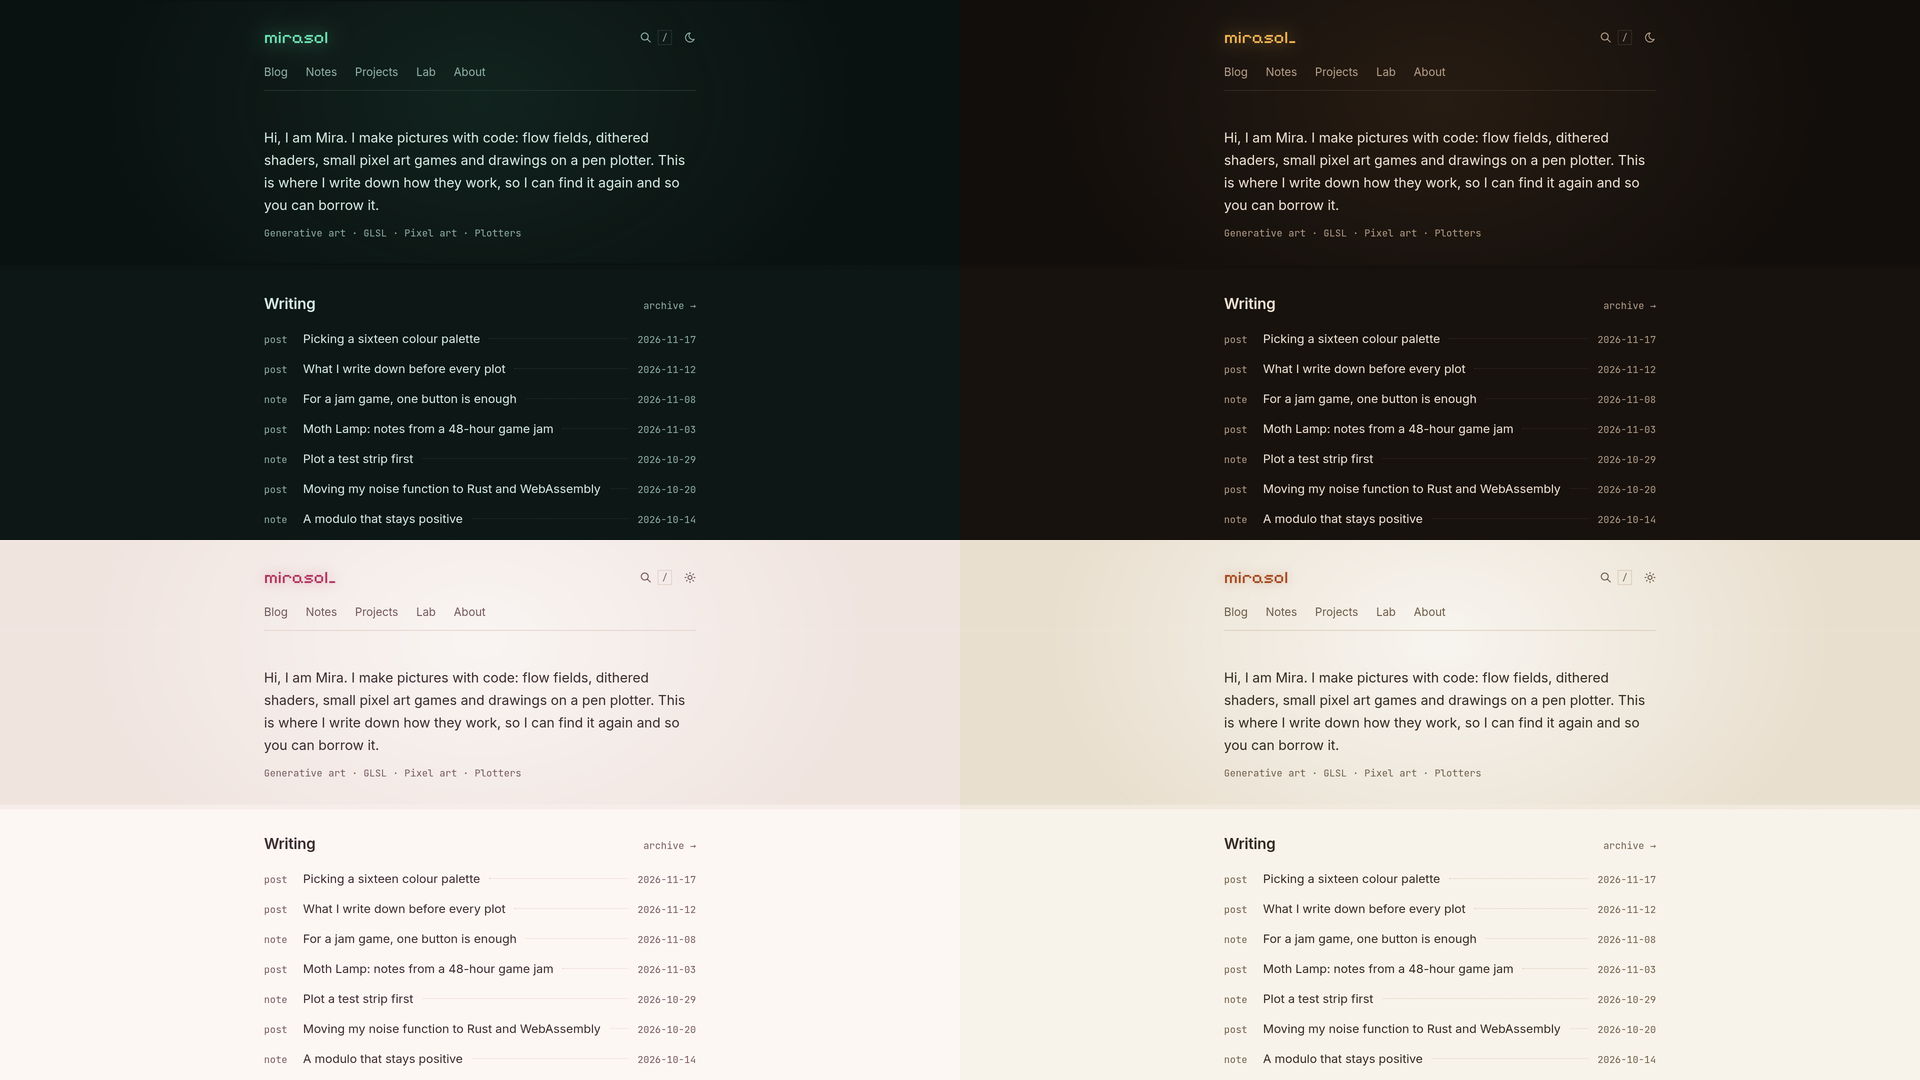 mirasol
/
Blog Notes Projects Lab About
Hi, I am Mira. I make pictures with code: flow fields, dithered
shaders, small pixel art games and drawings on a pen plotter. This
is where I write down how they work, so I can find it again and so
you can borrow it.
Generative art · GLSL · Pixel art · Plotters
Writing archive →
post Picking a sixteen colour palette 2026-11-17
post What I write down before every plot 2026-11-12
note For a jam game, one button is enough 2026-11-08
post Moth Lamp: notes from a 48-hour game jam 2026-11-03
note Plot a test strip first 2026-10-29
post Moving my noise function to Rust and WebAssembly 2026-10-20
note A modulo that stays positive 2026-10-14
mirasol_
/
Blog Notes Projects Lab About
Hi, I am Mira. I make pictures with code: flow fields, dithered
shaders, small pixel art games and drawings on a pen plotter. This
is where I write down how they work, so I can find it again and so
you can borrow it.
Generative art · GLSL · Pixel art · Plotters
Writing archive →
post Picking a sixteen colour palette 2026-11-17
post What I write down before every plot 2026-11-12
note For a jam game, one button is enough 2026-11-08
post Moth Lamp: notes from a 48-hour game jam 2026-11-03
note Plot a test strip first 2026-10-29
post Moving my noise function to Rust and WebAssembly 2026-10-20
note A modulo that stays positive 2026-10-14
mirasol_
/
Blog Notes Projects Lab About
Hi, I am Mira. I make pictures with code: flow fields, dithered
shaders, small pixel art games and drawings on a pen plotter. This
is where I write down how they work, so I can find it again and so
you can borrow it.
Generative art · GLSL · Pixel art · Plotters
Writing archive →
post Picking a sixteen colour palette 2026-11-17
post What I write down before every plot 2026-11-12
note For a jam game, one button is enough 2026-11-08
post Moth Lamp: notes from a 48-hour game jam 2026-11-03
note Plot a test strip first 2026-10-29
post Moving my noise function to Rust and WebAssembly 2026-10-20
note A modulo that stays positive 2026-10-14
mirasol
/
Blog Notes Projects Lab About
Hi, I am Mira. I make pictures with code: flow fields, dithered
shaders, small pixel art games and drawings on a pen plotter. This
is where I write down how they work, so I can find it again and so
you can borrow it.
Generative art · GLSL · Pixel art · Plotters
Writing archive →
post Picking a sixteen colour palette 2026-11-17
post What I write down before every plot 2026-11-12
note For a jam game, one button is enough 2026-11-08
post Moth Lamp: notes from a 48-hour game jam 2026-11-03
note Plot a test strip first 2026-10-29
post Moving my noise function to Rust and WebAssembly 2026-10-20
note A modulo that stays positive 2026-10-14